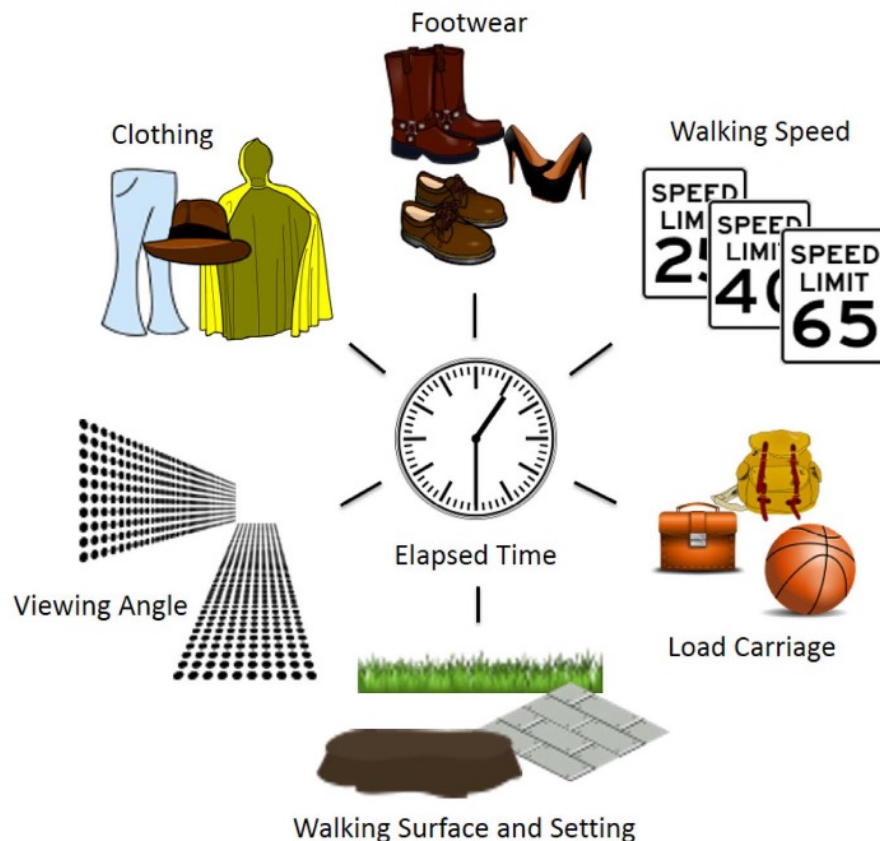 Footwear
Clothing
Walking Speed
SPEED
LIMIT
25
SPEED
LIMIT
40
SPEED
LIMIT
65
Elapsed Time
Viewing Angle
Load Carriage
Walking Surface and Setting